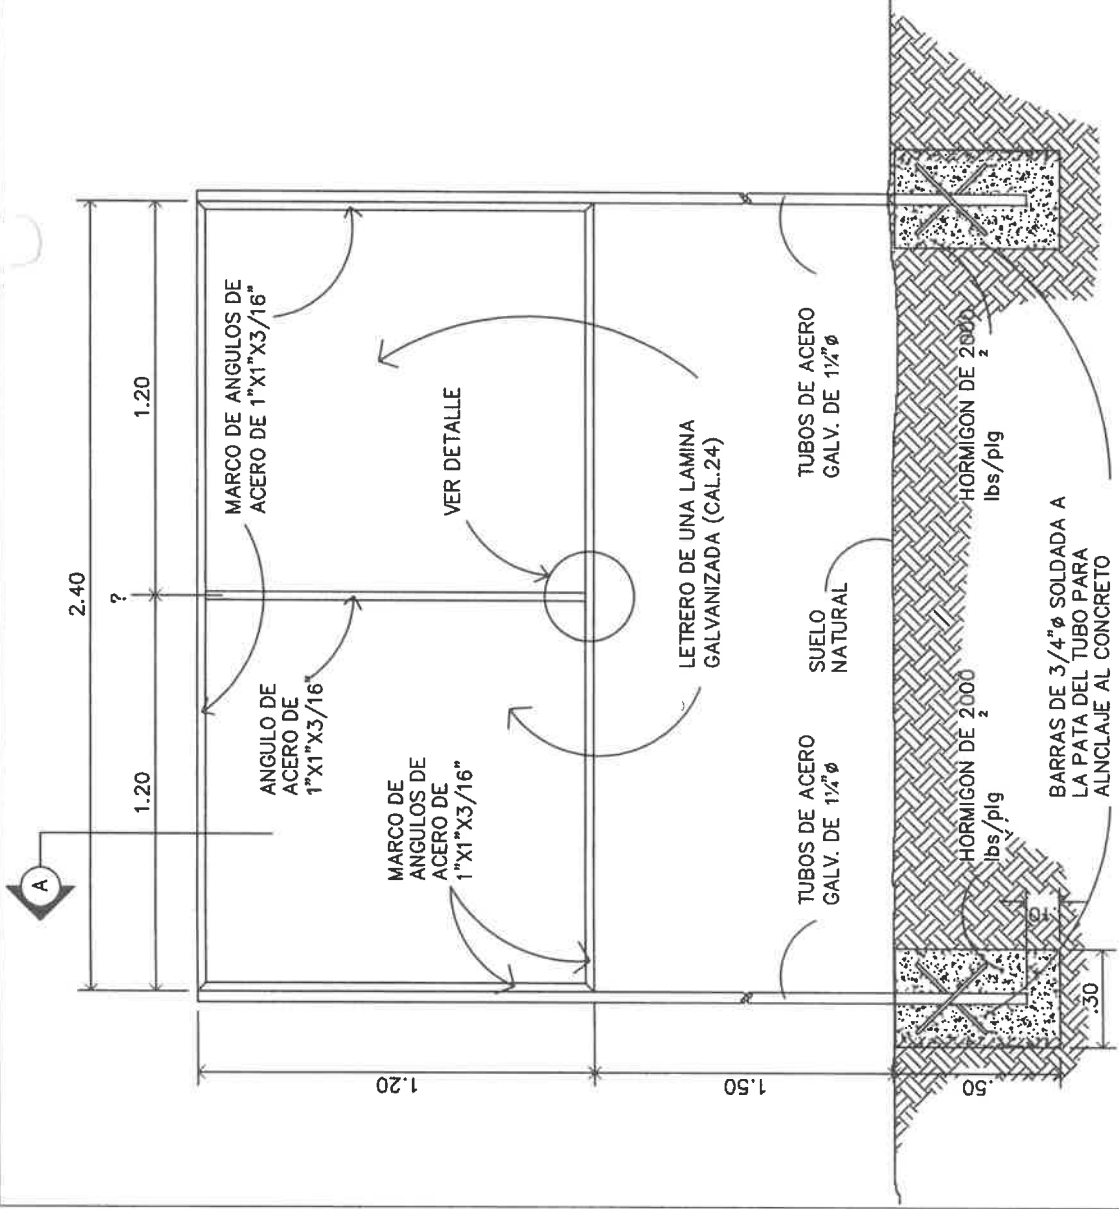 2.40
1.20
1.20
?
A
MARCO DE ANGULOS DE
ACERO DE 1"X1"X3/16"
ANGULO DE
ACERO DE
1"X1"X3/16"
VER DETALLE
MARCO DE
ANGULOS DE
ACERO DE
1"X1"X3/16"
LETRERO DE UNA LAMINA
GALVANIZADA (CAL.24)
TUBOS DE ACERO
GALV. DE 1¼"ø
TUBOS DE ACERO
GALV. DE 1¼"ø
SUELO
NATURAL
HORMIGON DE 2000
lbs/plg2
HORMIGON DE 2000
lbs/plg2
BARRAS DE 3/4"ø SOLDADA A
LA PATA DEL TUBO PARA
ALNCLAJE AL CONCRETO
1.20
1.50
.50
.30
.10